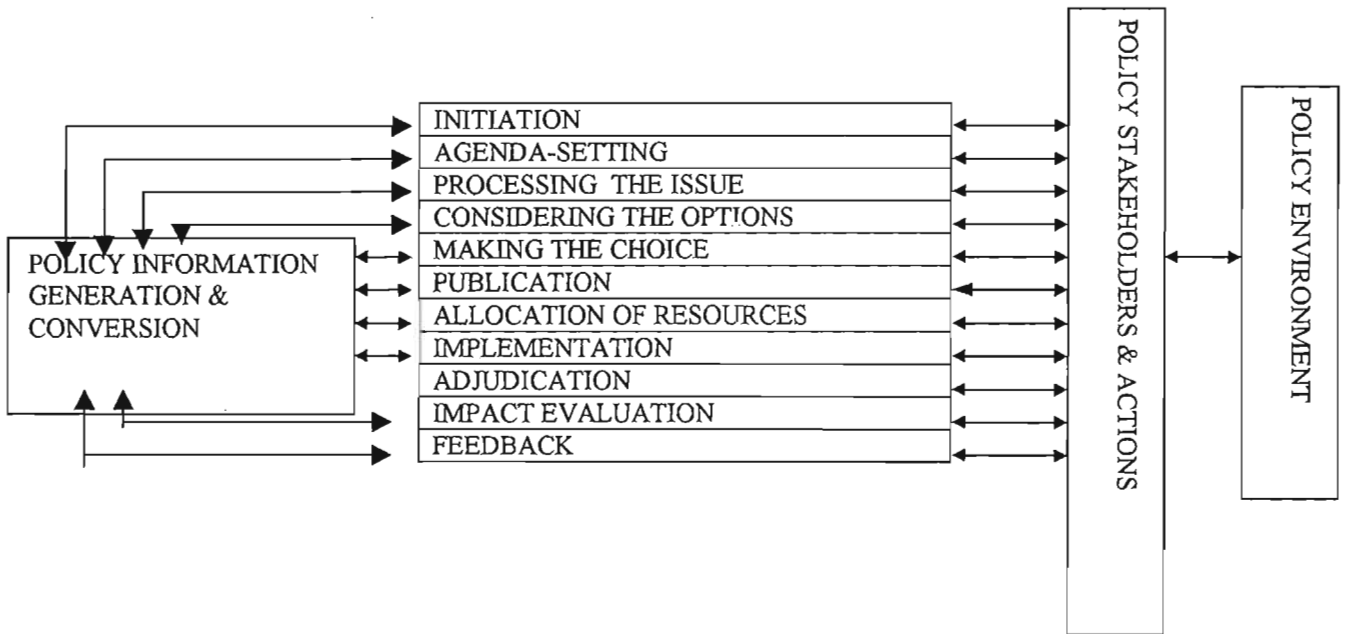 INITIATION
AGENDA-SETTING
PROCESSING THE ISSUE
CONSIDERING THE OPTIONS
MAKING THE CHOICE
PUBLICATION
ALLOCATION OF RESOURCES
IMPLEMENTATION
ADJUDICATION
IMPACT EVALUATION
FEEDBACK
POLICY INFORMATION
GENERATION &
CONVERSION
POLICY STAKEHOLDERS & ACTIONS
POLICY ENVIRONMENT